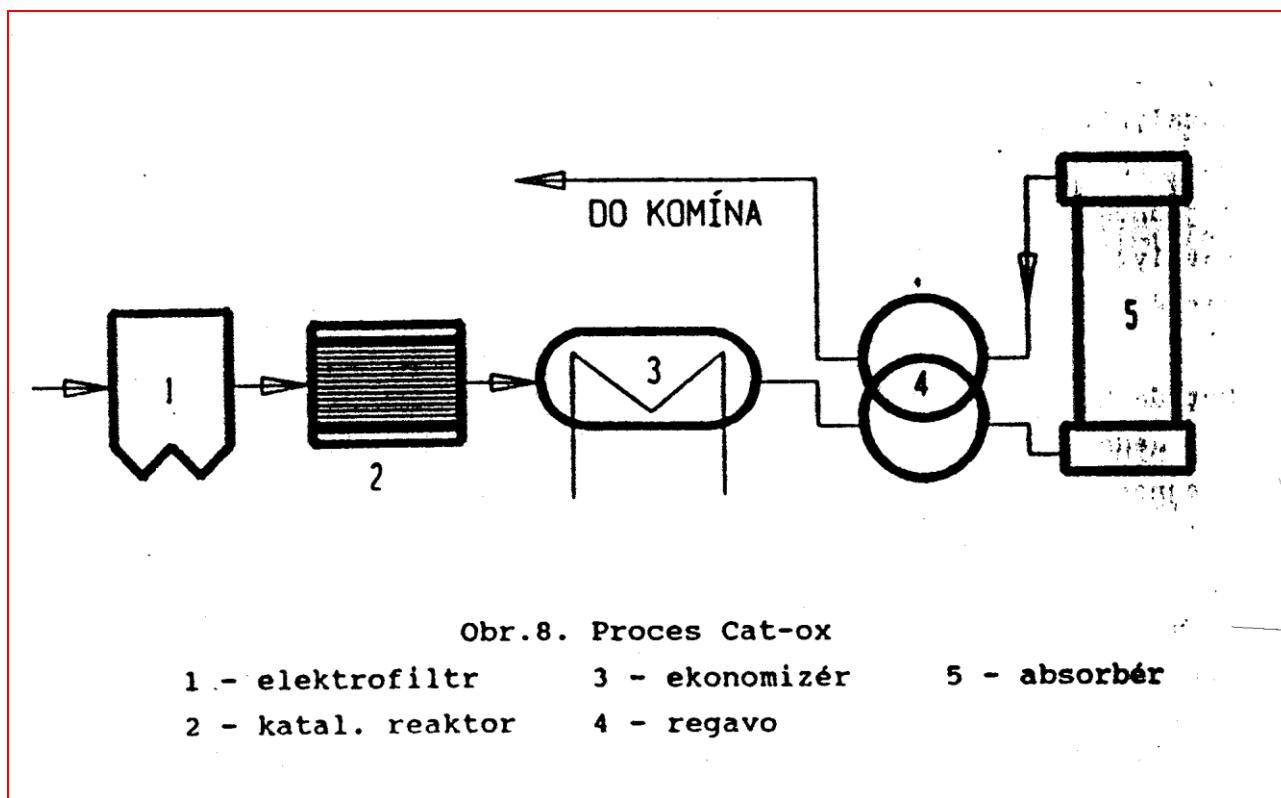 DO KOMÍNA
1
2
3
4
5
Obr.8. Proces Cat-ox
1 - elektrofiltr 3 - ekonomizér 5 - absorbér
2 - katal. reaktor 4 - regavo